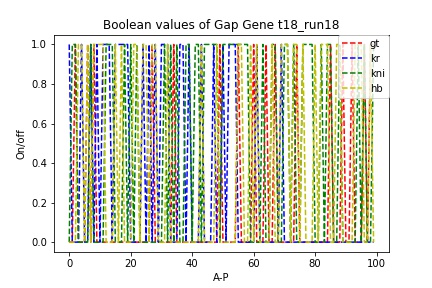 Boolean values of Gap Gene t18_run18
1.0
0.8
0.6
0.4
0.2
0.0
On/off
0 20 40 60 80 100
A-P
gt
kr
kni
hb